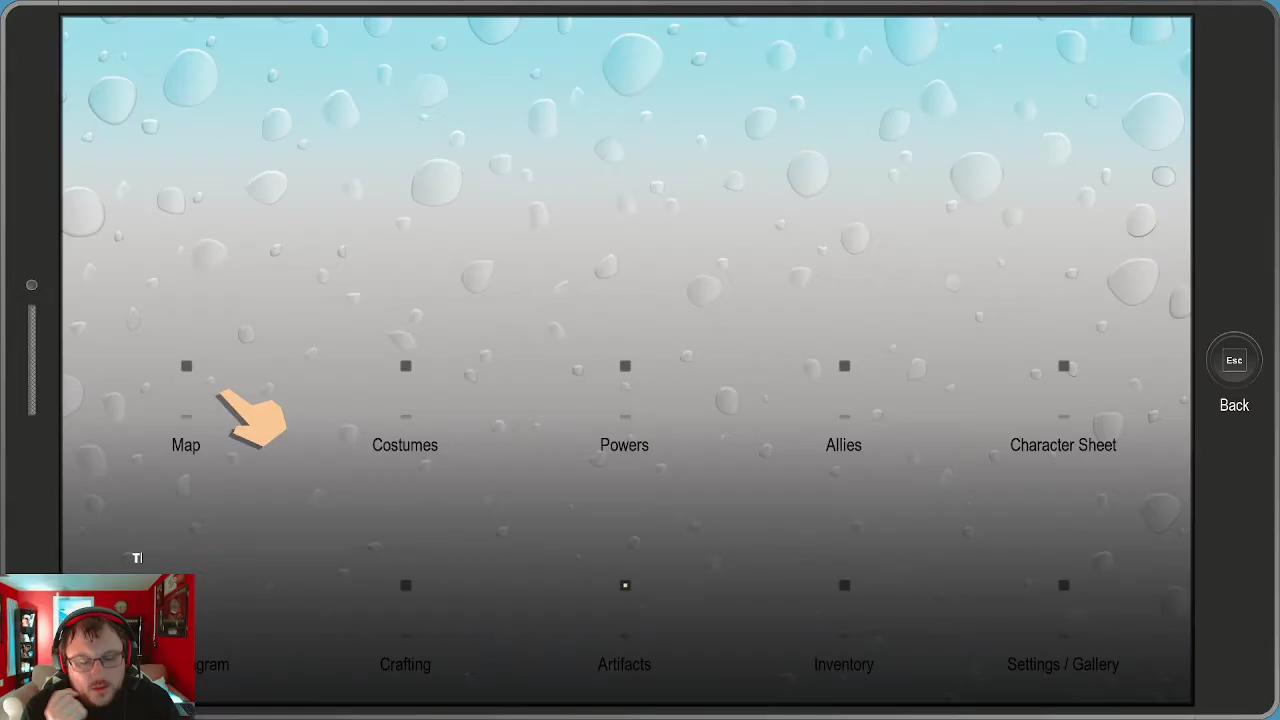 Esc
Back
Map
Costumes
Powers
Allies
Character Sheet
gram
Crafting
Artifacts
Inventory
Settings / Gallery